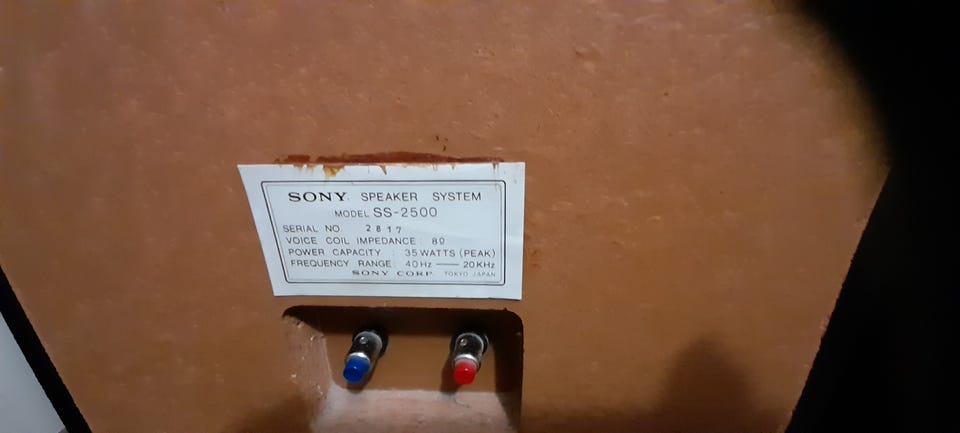 SONY SPEAKER SYSTEM
MODEL SS-2500
SERIAL NO 2817
VOICE COIL IMPEDANCE: 8Ω
POWER CAPACITY : 35 WATTS (PEAK)
FREQUENCY RANGE: 40Hz — 20KHz
SONY CORP. TOKYO JAPAN